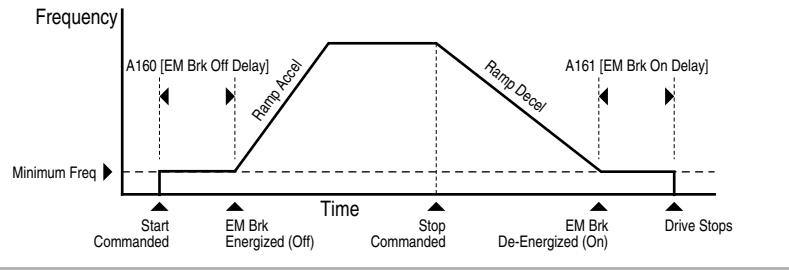 Frequency
A160 [EM Brk Off Delay]
Ramp Accel
Ramp Decel
A161 [EM Brk On Delay]
Minimum Freq
Time
Start
Commanded
EM Brk
Energized (Off)
Stop
Commanded
EM Brk
De-Energized (On)
Drive Stops